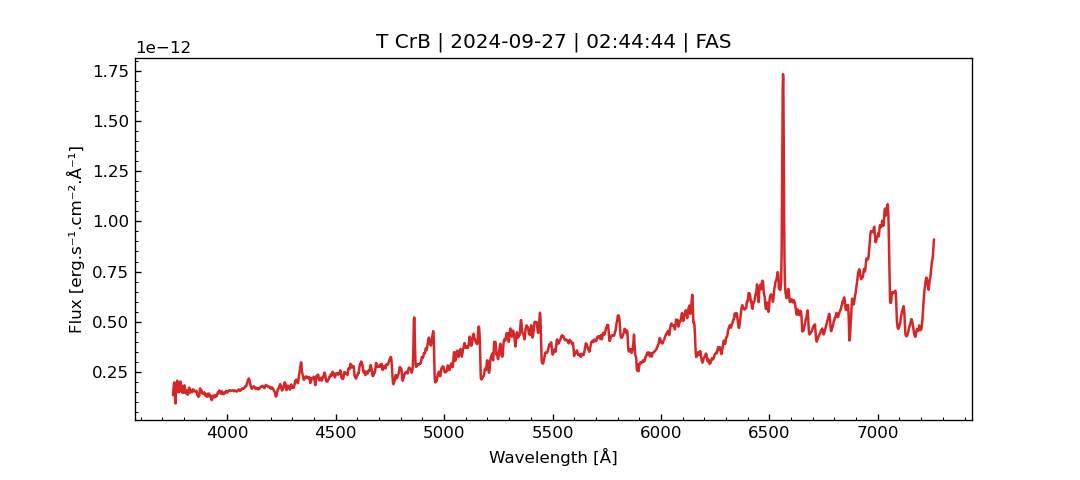 T CrB | 2024-09-27 | 02:44:44 | FAS
1e−12
1.75
1.50
1.25
1.00
0.75
0.50
0.25
Flux [erg.s⁻¹.cm⁻².Å⁻¹]
4000 4500 5000 5500 6000 6500 7000
Wavelength [Å]